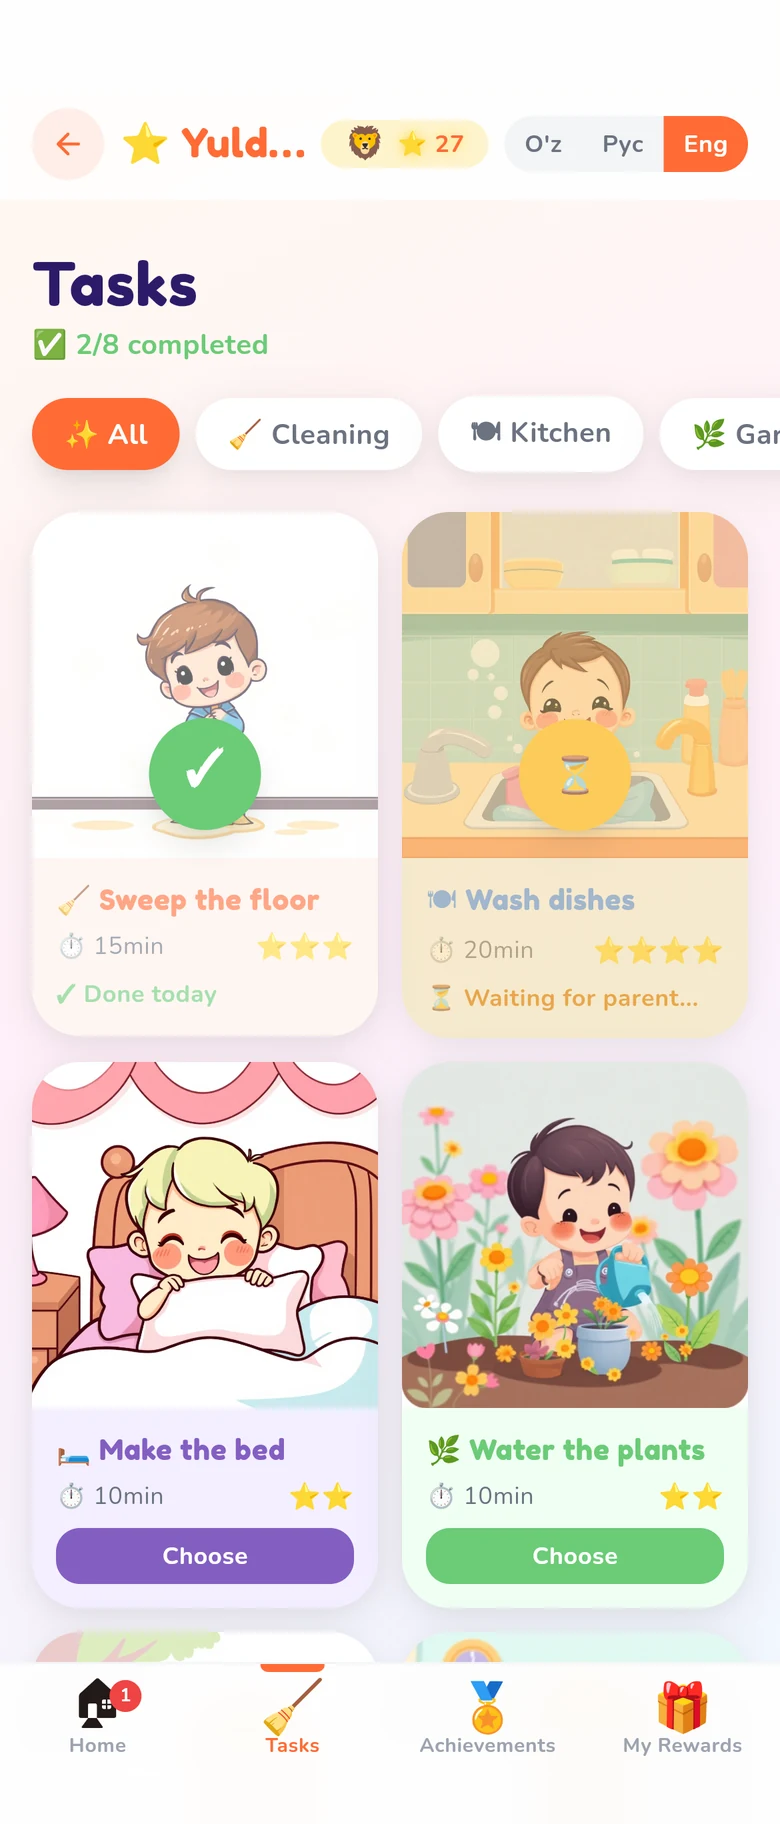 Yuld...
27
O'z
Рус
Eng
Tasks
2/8 completed
All
Cleaning
Kitchen
Gar
Sweep the floor
15min
✓ Done today
Wash dishes
20min
Waiting for parent...
Make the bed
10min
Choose
Water the plants
10min
Choose
1
Home
Tasks
Achievements
My Rewards